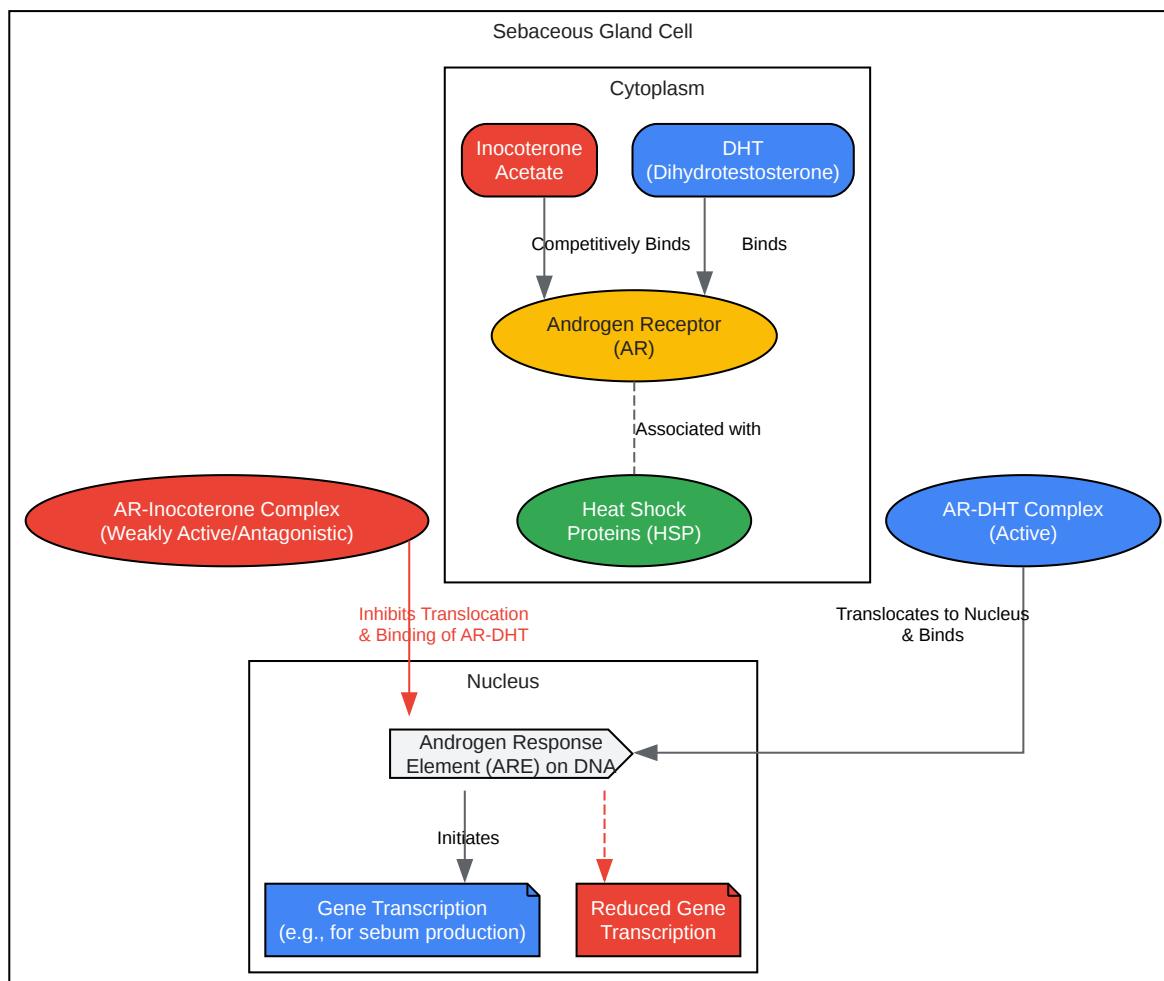 Sebaceous Gland Cell
Cytoplasm
Inocoterone
Acetate
DHT
(Dihydrotestosterone)
Competitively Binds
Binds
Androgen Receptor
(AR)
Associated with
Heat Shock
Proteins (HSP)
AR-Inocoterone Complex
(Weakly Active/Antagonistic)
AR-DHT Complex
(Active)
Inhibits Translocation
& Binding of AR-DHT
Translocates to Nucleus
& Binds
Nucleus
Androgen Response
Element (ARE) on DNA
Initiates
Gene Transcription
(e.g., for sebum production)
Reduced Gene
Transcription